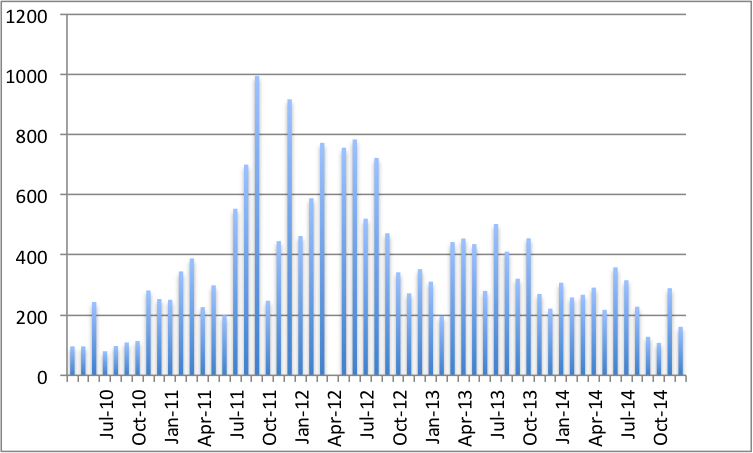 1200
1000
800
600
400
200
0
Jul-10
Oct-10
Jan-11
Apr-11
Jul-11
Oct-11
Jan-12
Apr-12
Jul-12
Oct-12
Jan-13
Apr-13
Jul-13
Oct-13
Jan-14
Apr-14
Jul-14
Oct-14